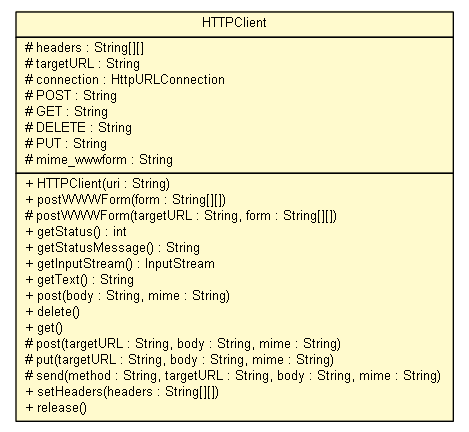 HTTPClient
# headers : String[][]
# targetURL : String
# connection : HttpURLConnection
# POST : String
# GET : String
# DELETE : String
# PUT : String
# mime_wwwform : String
+ HTTPClient(uri : String)
+ postWWWForm(form : String[][])
# postWWWForm(targetURL : String, form : String[][])
+ getStatus() : int
+ getStatusMessage() : String
+ getInputStream() : InputStream
+ getText() : String
+ post(body : String, mime : String)
+ delete()
+ get()
# post(targetURL : String, body : String, mime : String)
# put(targetURL : String, body : String, mime : String)
# send(method : String, targetURL : String, body : String, mime : String)
+ setHeaders(headers : String[][])
+ release()